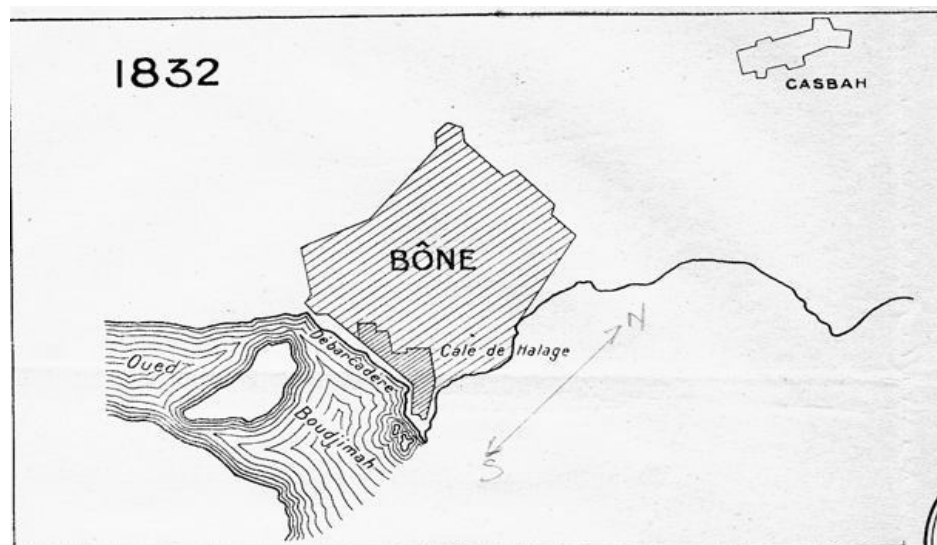 1832
CASBAH
BÔNE
N
Cale de Halage
Débarcadère
Oued
Boudjimah
S